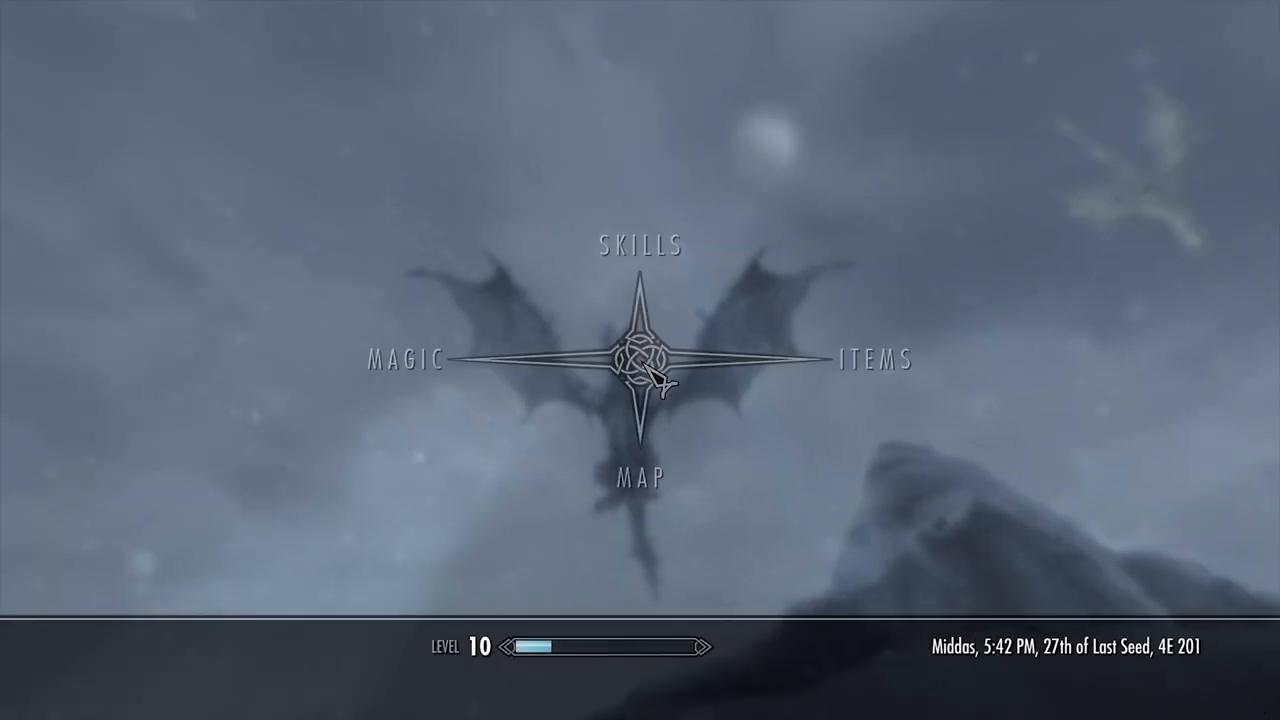 SKILLS
MAGIC
ITEMS
MAP
LEVEL 10
Middas, 5:42 PM, 27th of Last Seed, 4E 201